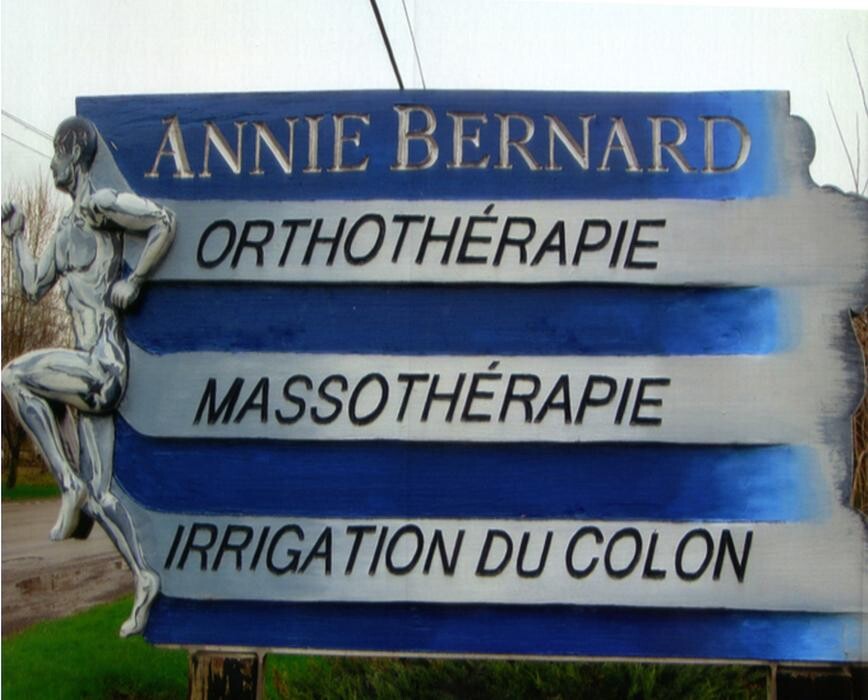 ANNIE BERNARD
ORTHOTHÉRAPIE
MASSOTHÉRAPIE
IRRIGATION DU COLON